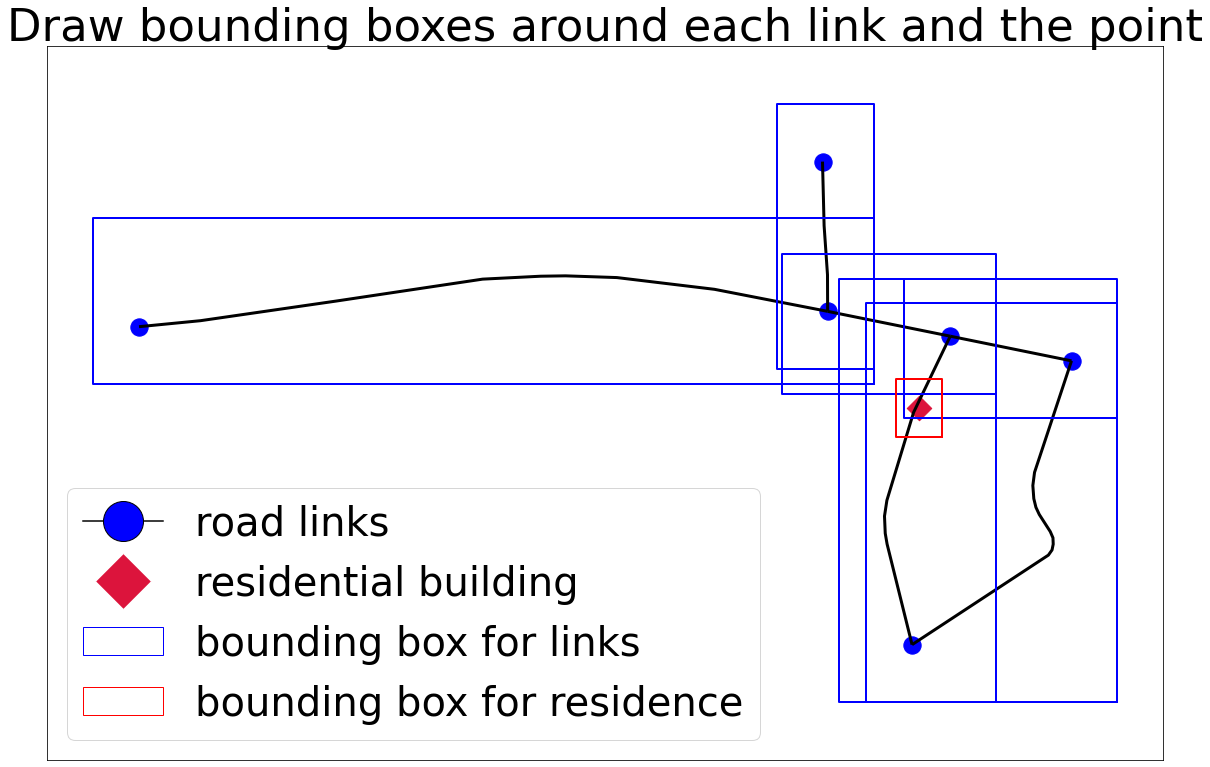 Draw bounding boxes around each link and the point
road links
residential building
bounding box for links
bounding box for residence